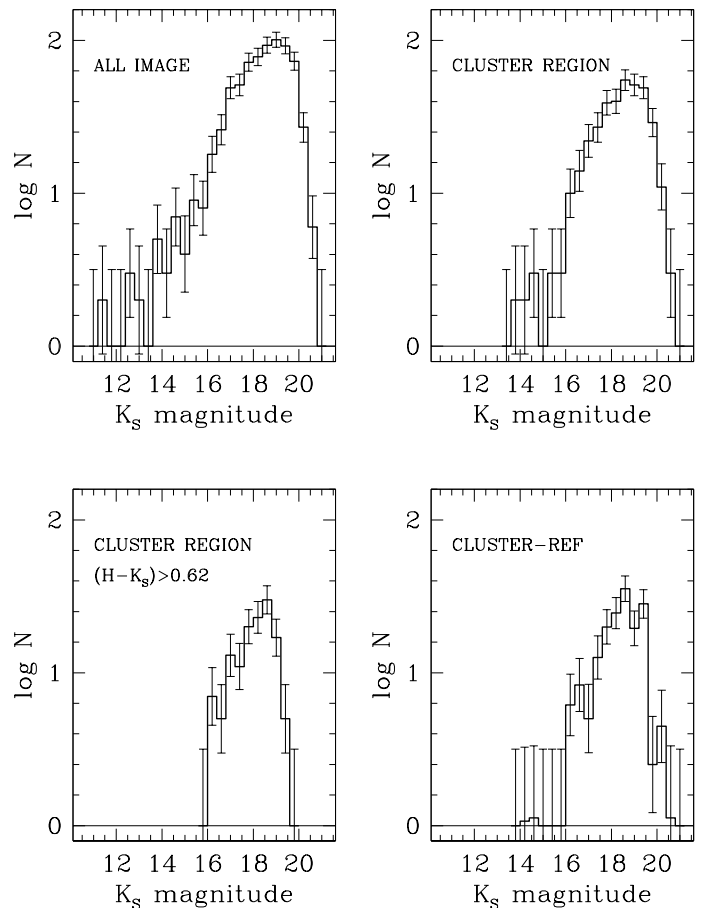 ALL IMAGE
log N
2
1
0
12 14 16 18 20
K_S magnitude
CLUSTER REGION
log N
2
1
0
12 14 16 18 20
K_S magnitude
CLUSTER REGION
(H−K_S)>0.62
log N
2
1
0
12 14 16 18 20
K_S magnitude
CLUSTER−REF
log N
2
1
0
12 14 16 18 20
K_S magnitude